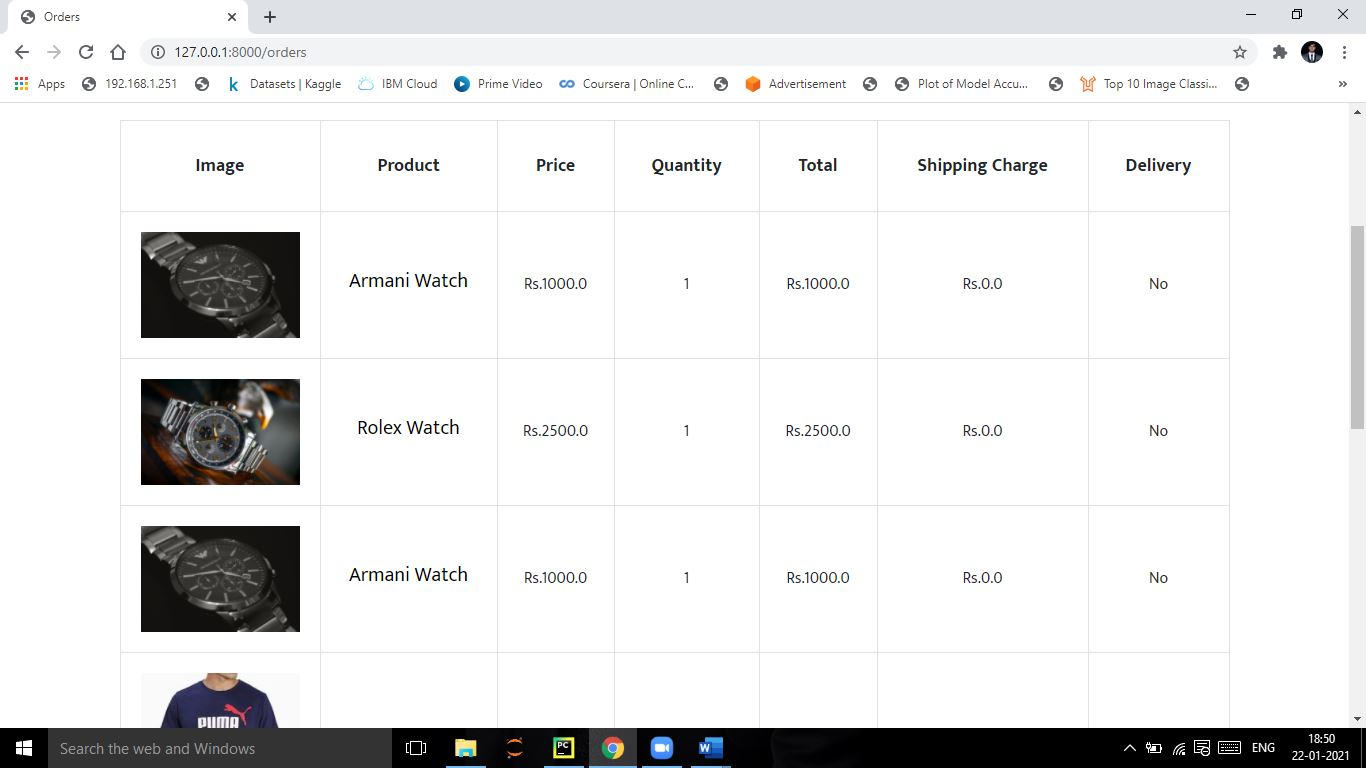 Orders
127.0.0.1:8000/orders
Apps 192.168.1.251 Datasets | Kaggle IBM Cloud Prime Video Coursera | Online C... Advertisement Plot of Model Accu... Top 10 Image Classi... »
Image Product Price Quantity Total Shipping Charge Delivery
Armani Watch Rs.1000.0 1 Rs.1000.0 Rs.0.0 No
Rolex Watch Rs.2500.0 1 Rs.2500.0 Rs.0.0 No
Armani Watch Rs.1000.0 1 Rs.1000.0 Rs.0.0 No
PUMA
Search the web and Windows
PC
W
ENG
18:50
22-01-2021